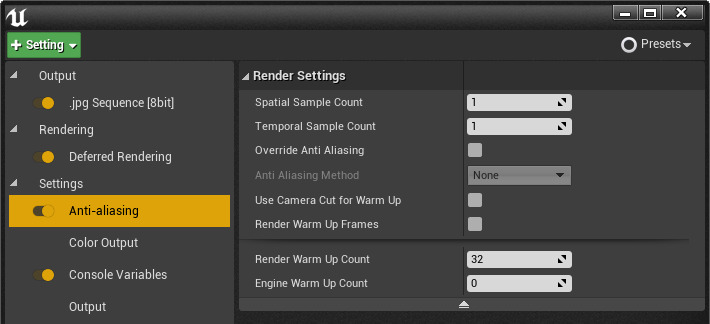 + Setting
Presets
Output
.jpg Sequence [8bit]
Rendering
Deferred Rendering
Settings
Anti-aliasing
Color Output
Console Variables
Output
Render Settings
Spatial Sample Count 1
Temporal Sample Count 1
Override Anti Aliasing
Anti Aliasing Method None
Use Camera Cut for Warm Up
Render Warm Up Frames
Render Warm Up Count 32
Engine Warm Up Count 0